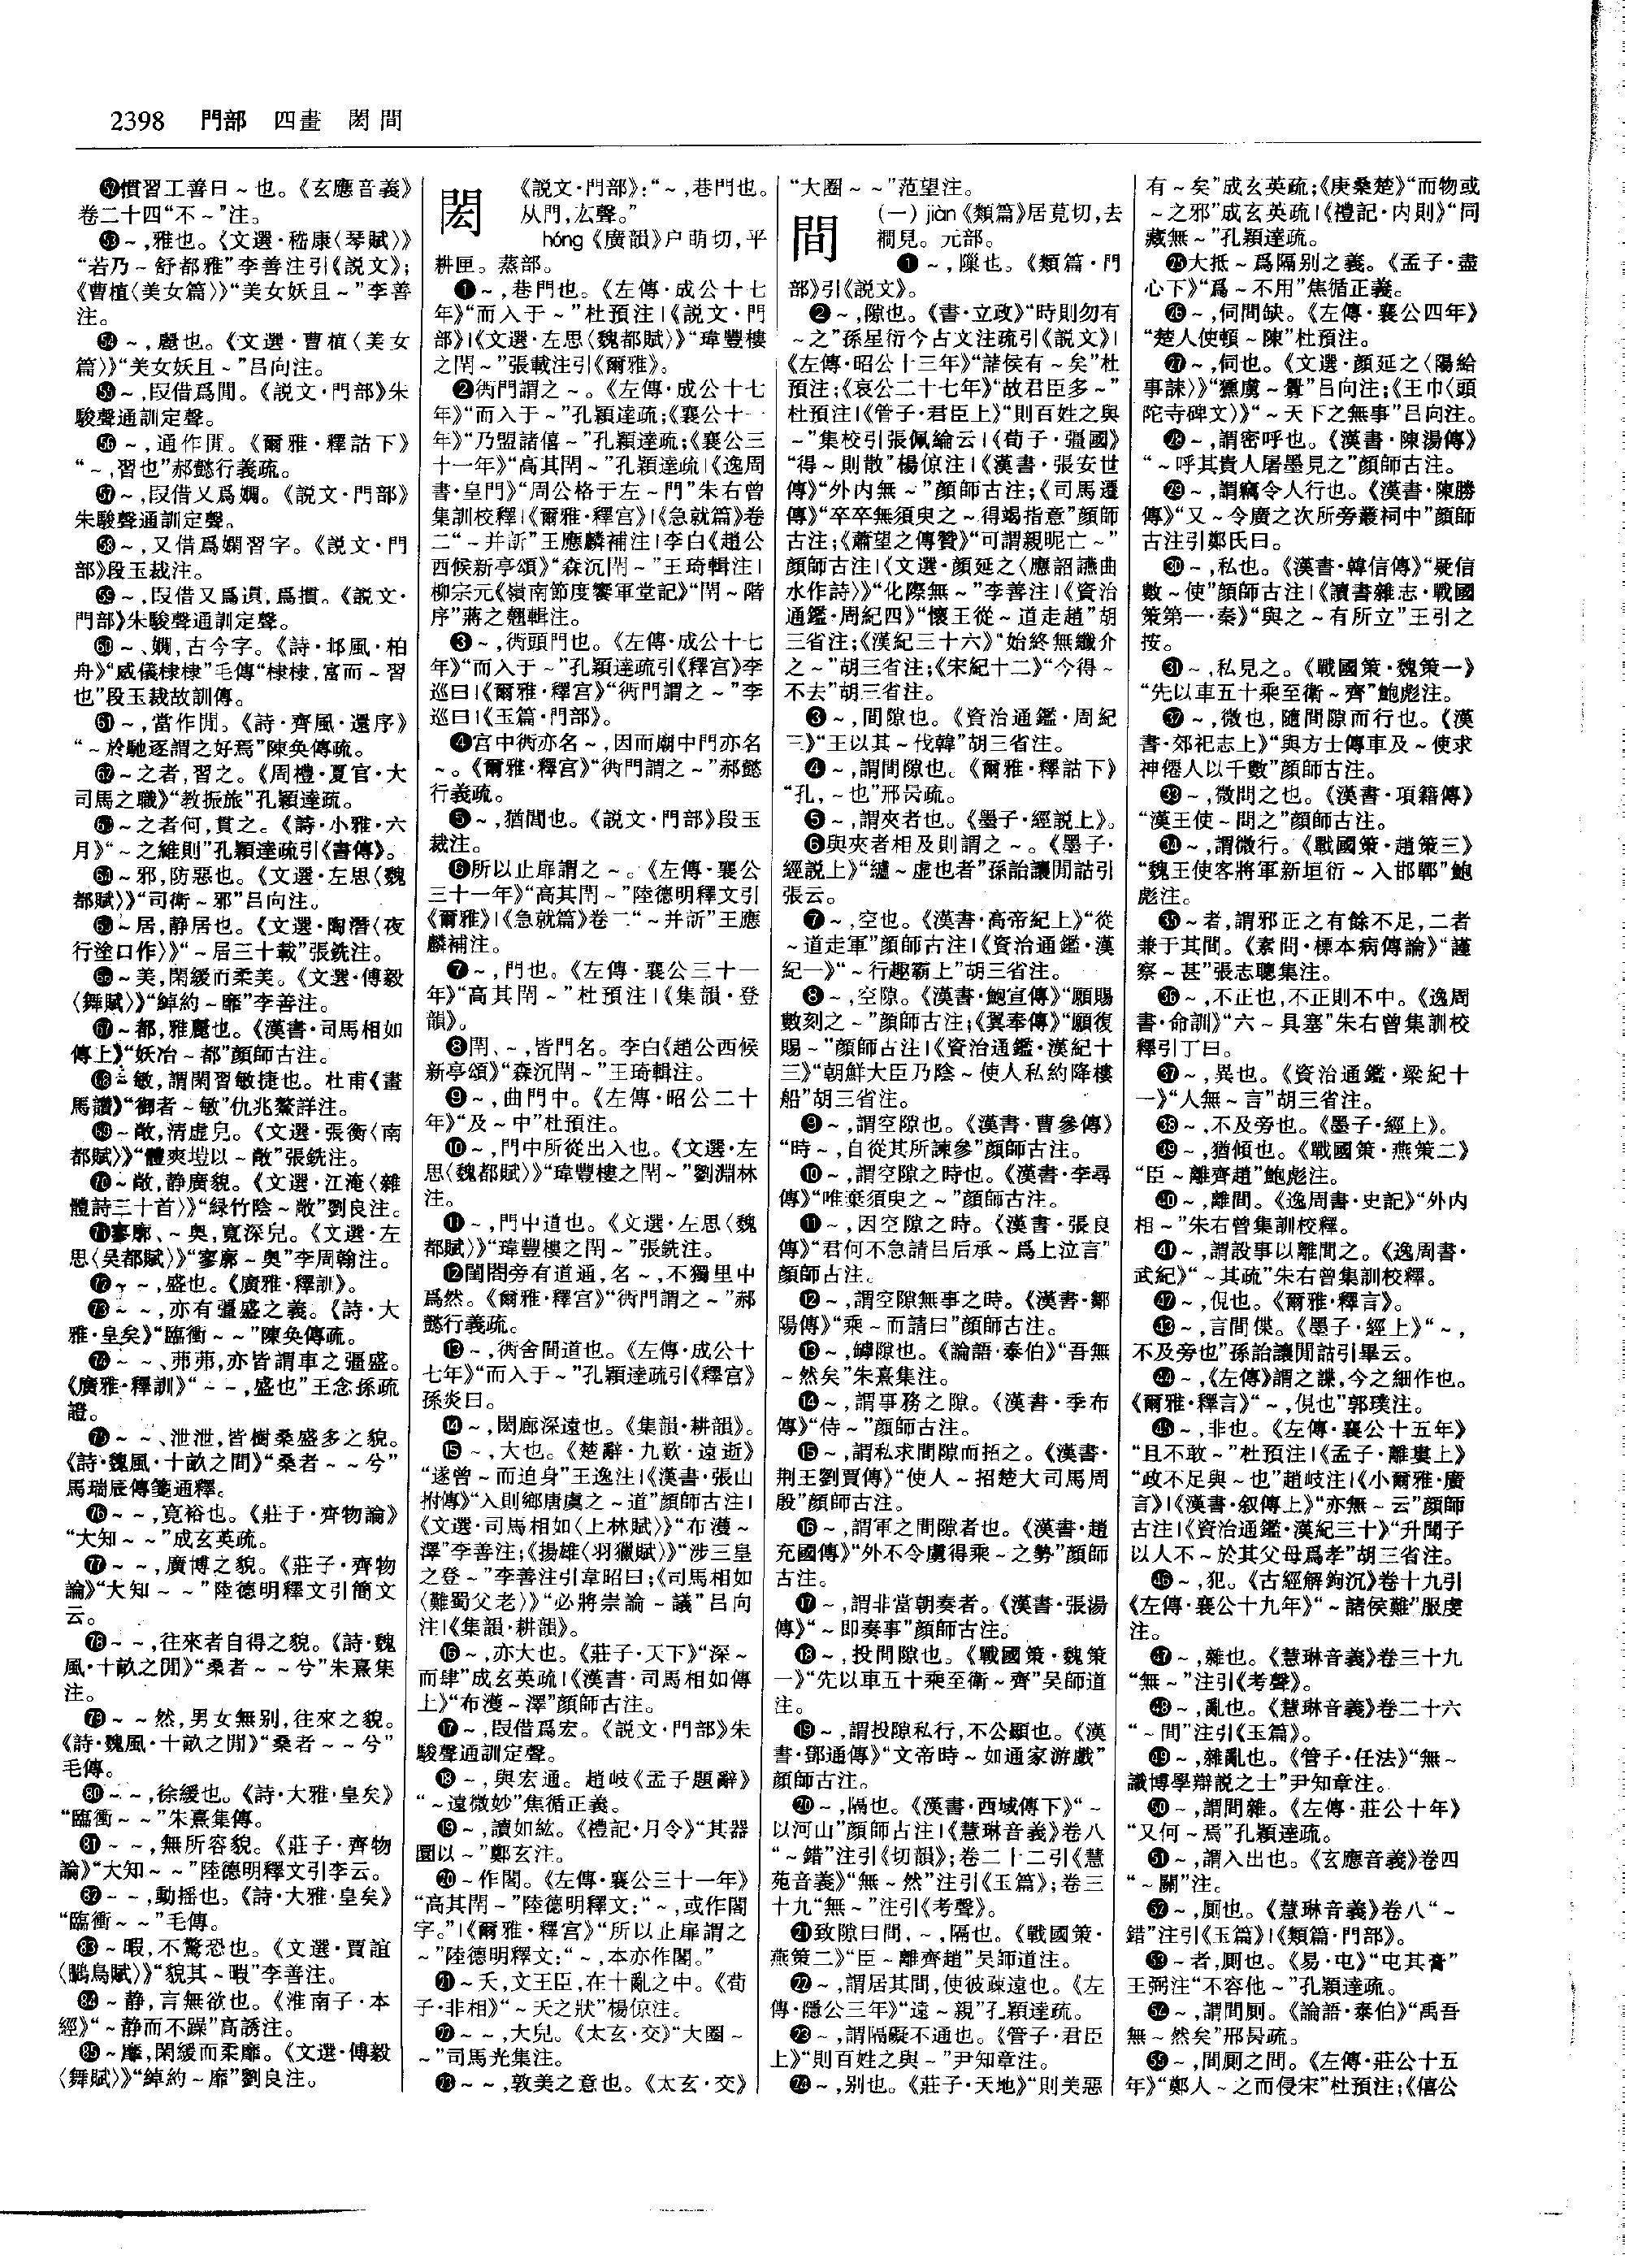 2398 門部 四畫 閎間
㊾慣習工善曰～也。《玄應音義》
卷二十四“不～”注。
53～,雅也。《文選·嵇康〈琴賦〉》
“若乃～舒都雅”李善注引《説文》;
《曹植〈美女篇〉》“美女妖且～”李善
注。
54～,麗也。《文選·曹植〈美女
篇〉》“美女妖且～”吕向注。
55～,叚借爲閒。《説文·門部》朱
駿聲通訓定聲。
56～,通作閒。《爾雅·釋詁下》
“～,習也”郝懿行義疏。
57～,叚借又爲嫻。《説文·門部》
朱駿聲通訓定聲。
58～,又借爲嫻習字。《説文·門
部》段玉裁注。
59～,叚借又爲遺,爲摜。《説文·
門部》朱駿聲通訓定聲。
60～、嫻,古今字。《詩·邶風·柏
舟》“威儀棣棣”毛傳“棣棣,富而～習
也”段玉裁故訓傳。
61～,當作閒。《詩·齊風·還序》
“～於馳逐謂之好焉”陳奂傳疏。
62～之者,習之。《周禮·夏官·大
司馬之職》“教振旅”孔穎達疏。
63～之者何,貫之。《詩·小雅·六
月》“～之維則”孔穎達疏引《書傳》。
64～邪,防惡也。《文選·左思〈魏
都賦〉》“司衛～邪”吕向注。
65～居,静居也。《文選·陶潛〈夜
行塗口作〉》“～居三十載”張銑注。
66～美,閑緩而柔美。《文選·傅毅
〈舞賦〉》“綽約～靡”李善注。
67～都,雅麗也。《漢書·司馬相如
傳上》“妖冶～都”顔師古注。
68～敏,謂閑習敏捷也。杜甫《畫
馬讚》“御者～敏”仇兆鰲詳注。
69～敞,清虚皃。《文選·張衡〈南
都賦〉》“體爽塏以～敞”張銑注。
70～敞,静廣貌。《文選·江淹〈雜
體詩三十首〉》“緑竹陰～敞”劉良注。
71寥廓、～奥,寬深皃。《文選·左
思〈吴都賦〉》“寥廓～奥”李周翰注。
72～～,盛也。《廣雅·釋訓》。
73～～,亦有彊盛之義。《詩·大
雅·皇矣》“臨衝～～”陳奂傳疏。
74～～、茀茀,亦皆謂車之彊盛。
《廣雅·釋訓》“～～,盛也”王念孫疏
證。
75～～、泄泄,皆樹桑盛多之貌。
《詩·魏風·十畝之閒》“桑者～～兮”
馬瑞辰傳箋通釋。
76～～,寬裕也。《莊子·齊物論》
“大知～～”成玄英疏。
77～～,廣博之貌。《莊子·齊物
論》“大知～～”陸德明釋文引簡文
云。
78～～,往來者自得之貌。《詩·魏
風·十畝之閒》“桑者～～兮”朱熹集
注。
79～～然,男女無别,往來之貌。
《詩·魏風·十畝之閒》“桑者～～兮”
毛傳。
80～～,徐緩也。《詩·大雅·皇矣》
“臨衝～～”朱熹集傳。
81～～,無所容貌。《莊子·齊物
論》“大知～～”陸德明釋文引李云。
82～～,動摇也。《詩·大雅·皇矣》
“臨衝～～”毛傳。
83～暇,不驚恐也。《文選·賈誼
〈鵩鳥賦〉》“貌其～暇”李善注。
84～静,言無欲也。《淮南子·本
經》“～静而不躁”高誘注。
85～靡,閑緩而柔靡。《文選·傅毅
〈舞賦〉》“綽約～靡”劉良注。
閎
《説文·門部》:“～,巷門也。
从門,厷聲。”
hóng《廣韻》户萌切,平
耕匣。蒸部。
❶～,巷門也。《左傳·成公十七
年》“而入于～”杜預注|《説文·門
部》|《文選·左思〈魏都賦〉》“瑋豐樓
之閈～”張載注引《爾雅》。
❷衖門謂之～。《左傳·成公十七
年》“而入于～”孔穎達疏;《襄公十一
年》“乃盟諸僖～”孔穎達疏;《襄公三
十一年》“高其閈～”孔穎達疏|《逸周
書·皇門》“周公格于左～門”朱右曾
集訓校釋|《爾雅·釋宫》|《急就篇》卷
二“～并訢”王應麟補注|李白《趙公
西候新亭頌》“森沉閈～”王琦輯注|
柳宗元《嶺南節度饗軍堂記》“閈～階
序”蔣之翹輯注。
❸～,衖頭門也。《左傳·成公十七
年》“而入于～”孔穎達疏引《釋宫》李
巡曰|《爾雅·釋宫》“衖門謂之～”李
巡曰|《玉篇·門部》。
❹宫中衖亦名～,因而廟中門亦名
～。《爾雅·釋宫》“衖門謂之～”郝懿
行義疏。
❺～,猶閭也。《説文·門部》段玉
裁注。
❻所以止扉謂之～。《左傳·襄公
三十一年》“高其閈～”陸德明釋文引
《爾雅》|《急就篇》卷二“～并訢”王應
麟補注。
❼～,門也。《左傳·襄公三十一
年》“高其閈～”杜預注|《集韻·登
韻》。
❽閈、～,皆門名。李白《趙公西候
新亭頌》“森沉閈～”王琦輯注。
❾～,曲門中。《左傳·昭公二十
年》“及～中”杜預注。
❿～,門中所從出入也。《文選·左
思〈魏都賦〉》“瑋豐樓之閈～”劉淵林
注。
⓫～,門中道也。《文選·左思〈魏
都賦〉》“瑋豐樓之閈～”張銑注。
⓬閨閤旁有道通,名～,不獨里中
爲然。《爾雅·釋宫》“衖門謂之～”郝
懿行義疏。
⓭～,衖舍間道也。《左傳·成公十
七年》“而入于～”孔穎達疏引《釋宫》
孫炎曰。
⓮～,閎廊深遠也。《集韻·耕韻》。
⓯～,大也。《楚辭·九歎·遠逝》
“遂曾～而迫身”王逸注|《漢書·張山
拊傳》“入則鄉唐虞之～道”顔師古注|
《文選·司馬相如〈上林賦〉》“布濩～
澤”李善注;《揚雄〈羽獵賦〉》“涉三皇
之登～”李善注引韋昭曰;《司馬相如
〈難蜀父老〉》“必將崇論～議”吕向
注|《集韻·耕韻》。
⓰～,亦大也。《莊子·天下》“深～
而肆”成玄英疏|《漢書·司馬相如傳
上》“布濩～澤”顔師古注。
⓱～,叚借爲宏。《説文·門部》朱
駿聲通訓定聲。
⓲～,與宏通。趙岐《孟子題辭》
“～遠微妙”焦循正義。
⓳～,讀如紘。《禮記·月令》“其器
圜以～”鄭玄注。
⓴～作閣。《左傳·襄公三十一年》
“高其閈～”陸德明釋文:“～,或作閣
字。”|《爾雅·釋宫》“所以止扉謂之
～”陸德明釋文:“～,本亦作閣。”
21～夭,文王臣,在十亂之中。《荀
子·非相》“～夭之狀”楊倞注。
22～～,大皃。《太玄·交》“大圈～
～”司馬光集注。
23～～,敦美之意也。《太玄·交》
“大圈～～”范望注。
間
(一) jiàn《類篇》居莧切,去
襇見。元部。
❶～,隟也。《類篇·門
部》引《説文》。
❷～,隙也。《書·立政》“時則勿有
～之”孫星衍今古文注疏引《説文》|
《左傳·昭公十三年》“諸侯有～矣”杜
預注;《哀公二十七年》“故君臣多～”
杜預注|《管子·君臣上》“則百姓之與
～”集校引張佩綸云|《荀子·彊國》
“得～則散”楊倞注|《漢書·張安世
傳》“外内無～”顔師古注;《司馬遷
傳》“卒卒無須臾之～得竭指意”顔師
古注;《蕭望之傳贊》“可謂親昵亡～”
顔師古注|《文選·顔延之〈應詔讌曲
水作詩〉》“化際無～”李善注|《資治
通鑑·周紀四》“懷王從～道走趙”胡
三省注;《漢紀三十六》“始終無纖介
之～”胡三省注;《宋紀十二》“今得～
不去”胡三省注。
❸～,間隙也。《資治通鑑·周紀
三》“王以其～伐韓”胡三省注。
❹～,謂間隙也。《爾雅·釋詁下》
“孔,～也”邢昺疏。
❺～,謂夾者也。《墨子·經説上》。
❻與夾者相及則謂之～。《墨子·
經説上》“纑～虚也者”孫詒讓閒詁引
張云。
❼～,空也。《漢書·高帝紀上》“從
～道走軍”顔師古注|《資治通鑑·漢
紀一》“～行趣霸上”胡三省注。
❽～,空隙。《漢書·鮑宣傳》“願賜
數刻之～”顔師古注;《翼奉傳》“願復
賜～”顔師古注|《資治通鑑·漢紀十
三》“朝鮮大臣乃陰～使人私約降樓
船”胡三省注。
❾～,謂空隙也。《漢書·曹參傳》
“時～,自從其所諫參”顔師古注。
❿～,謂空隙之時也。《漢書·李尋
傳》“唯棄須臾之～”顔師古注。
⓫～,因空隙之時。《漢書·張良
傳》“君何不急請吕后承～爲上泣言”
顔師古注。
⓬～,謂空隙無事之時。《漢書·鄒
陽傳》“乘～而請曰”顔師古注。
⓭～,罅隙也。《論語·泰伯》“吾無
～然矣”朱熹集注。
⓮～,謂事務之隙。《漢書·季布
傳》“侍～”顔師古注。
⓯～,謂私求間隙而招之。《漢書·
荆王劉賈傳》“使人～招楚大司馬周
殷”顔師古注。
⓰～,謂軍之間隙者也。《漢書·趙
充國傳》“外不令虜得乘～之勢”顔師
古注。
⓱～,謂非當朝奏者。《漢書·張湯
傳》“～即奏事”顔師古注。
⓲～,投間隙也。《戰國策·魏策
一》“先以車五十乘至衛～齊”吴師道
注。
⓳～,謂投隙私行,不公顯也。《漢
書·鄧通傳》“文帝時～如通家游戲”
顔師古注。
⓴～,隔也。《漢書·西域傳下》“～
以河山”顔師古注|《慧琳音義》卷八
“～錯”注引《切韻》;卷二十二引《慧
苑音義》“無～然”注引《玉篇》;卷三
十九“無～”注引《考聲》。
21致隙曰間,～,隔也。《戰國策·
燕策二》“臣～離齊趙”吴師道注。
22～,謂居其間,使彼疎遠也。《左
傳·隱公三年》“遠～親”孔穎達疏。
23～,謂隔礙不通也。《管子·君臣
上》“則百姓之與～”尹知章注。
24～,别也。《莊子·天地》“則美惡
有～矣”成玄英疏;《庚桑楚》“而物或
～之邪”成玄英疏|《禮記·内則》“同
藏無～”孔穎達疏。
25大抵～爲隔别之義。《孟子·盡
心下》“爲～不用”焦循正義。
26～,伺間缺。《左傳·襄公四年》
“楚人使頓～陳”杜預注。
27～,伺也。《文選·顔延之〈陽給
事誄〉》“獫虜～釁”吕向注;《王巾〈頭
陀寺碑文〉》“～天下之無事”吕向注。
28～,謂密呼也。《漢書·陳湯傳》
“～呼其貴人屠墨見之”顔師古注。
29～,謂竊令人行也。《漢書·陳勝
傳》“又～令廣之次所旁叢祠中”顔師
古注引鄭氏曰。
30～,私也。《漢書·韓信傳》“疑信
數～使”顔師古注|《讀書雜志·戰國
策第一·秦》“與之～有所立”王引之
按。
31～,私見之。《戰國策·魏策一》
“先以車五十乘至衛～齊”鮑彪注。
32～,微也,隨間隙而行也。《漢
書·郊祀志上》“與方士傳車及～使求
神僊人以千數”顔師古注。
33～,微問之也。《漢書·項籍傳》
“漢王使～問之”顔師古注。
34～,謂微行。《戰國策·趙策三》
“魏王使客將軍新垣衍～入邯鄲”鮑
彪注。
35～者,謂邪正之有餘不足,二者
兼于其間。《素問·標本病傳論》“謹
察～甚”張志聰集注。
36～,不正也,不正則不中。《逸周
書·命訓》“六～具塞”朱右曾集訓校
釋引丁曰。
37～,異也。《資治通鑑·梁紀十
一》“人無～言”胡三省注。
38～,不及旁也。《墨子·經上》。
39～,猶傾也。《戰國策·燕策二》
“臣～離齊趙”鮑彪注。
40～,離間。《逸周書·史記》“外内
相～”朱右曾集訓校釋。
41～,謂設事以離間之。《逸周書·
武紀》“～其疏”朱右曾集訓校釋。
42～,俔也。《爾雅·釋言》。
43～,言間傑。《墨子·經上》“～,
不及旁也”孫詒讓閒詁引畢云。
44～,《左傳》謂之諜,今之細作也。
《爾雅·釋言》“～,俔也”郭璞注。
45～,非也。《左傳·襄公十五年》
“且不敢～”杜預注|《孟子·離婁上》
“政不足與～也”趙岐注|《小爾雅·廣
言》|《漢書·叙傳上》“亦無～云”顔師
古注|《資治通鑑·漢紀三十》“升聞子
以人不～於其父母爲孝”胡三省注。
46～,犯。《古經解鉤沉》卷十九引
《左傳·襄公十九年》“～諸侯難”服虔
注。
47～,雜也。《慧琳音義》卷三十九
“無～”注引《考聲》。
48～,亂也。《慧琳音義》卷二十六
“～間”注引《玉篇》。
49～,雜亂也。《管子·任法》“無～
識博學辯説之士”尹知章注。
50～,謂間雜。《左傳·莊公十年》
“又何～焉”孔穎達疏。
51～,謂入出也。《玄應音義》卷四
“～關”注。
52～,厠也。《慧琳音義》卷八“～
錯”注引《玉篇》|《類篇·門部》。
53～者,厠也。《易·屯》“屯其膏”
王弼注“不容他～”孔穎達疏。
54～,謂間厠。《論語·泰伯》“禹吾
無～然矣”邢昺疏。
55～,間厠之間。《左傳·莊公十五
年》“鄭人～之而侵宋”杜預注;《僖公